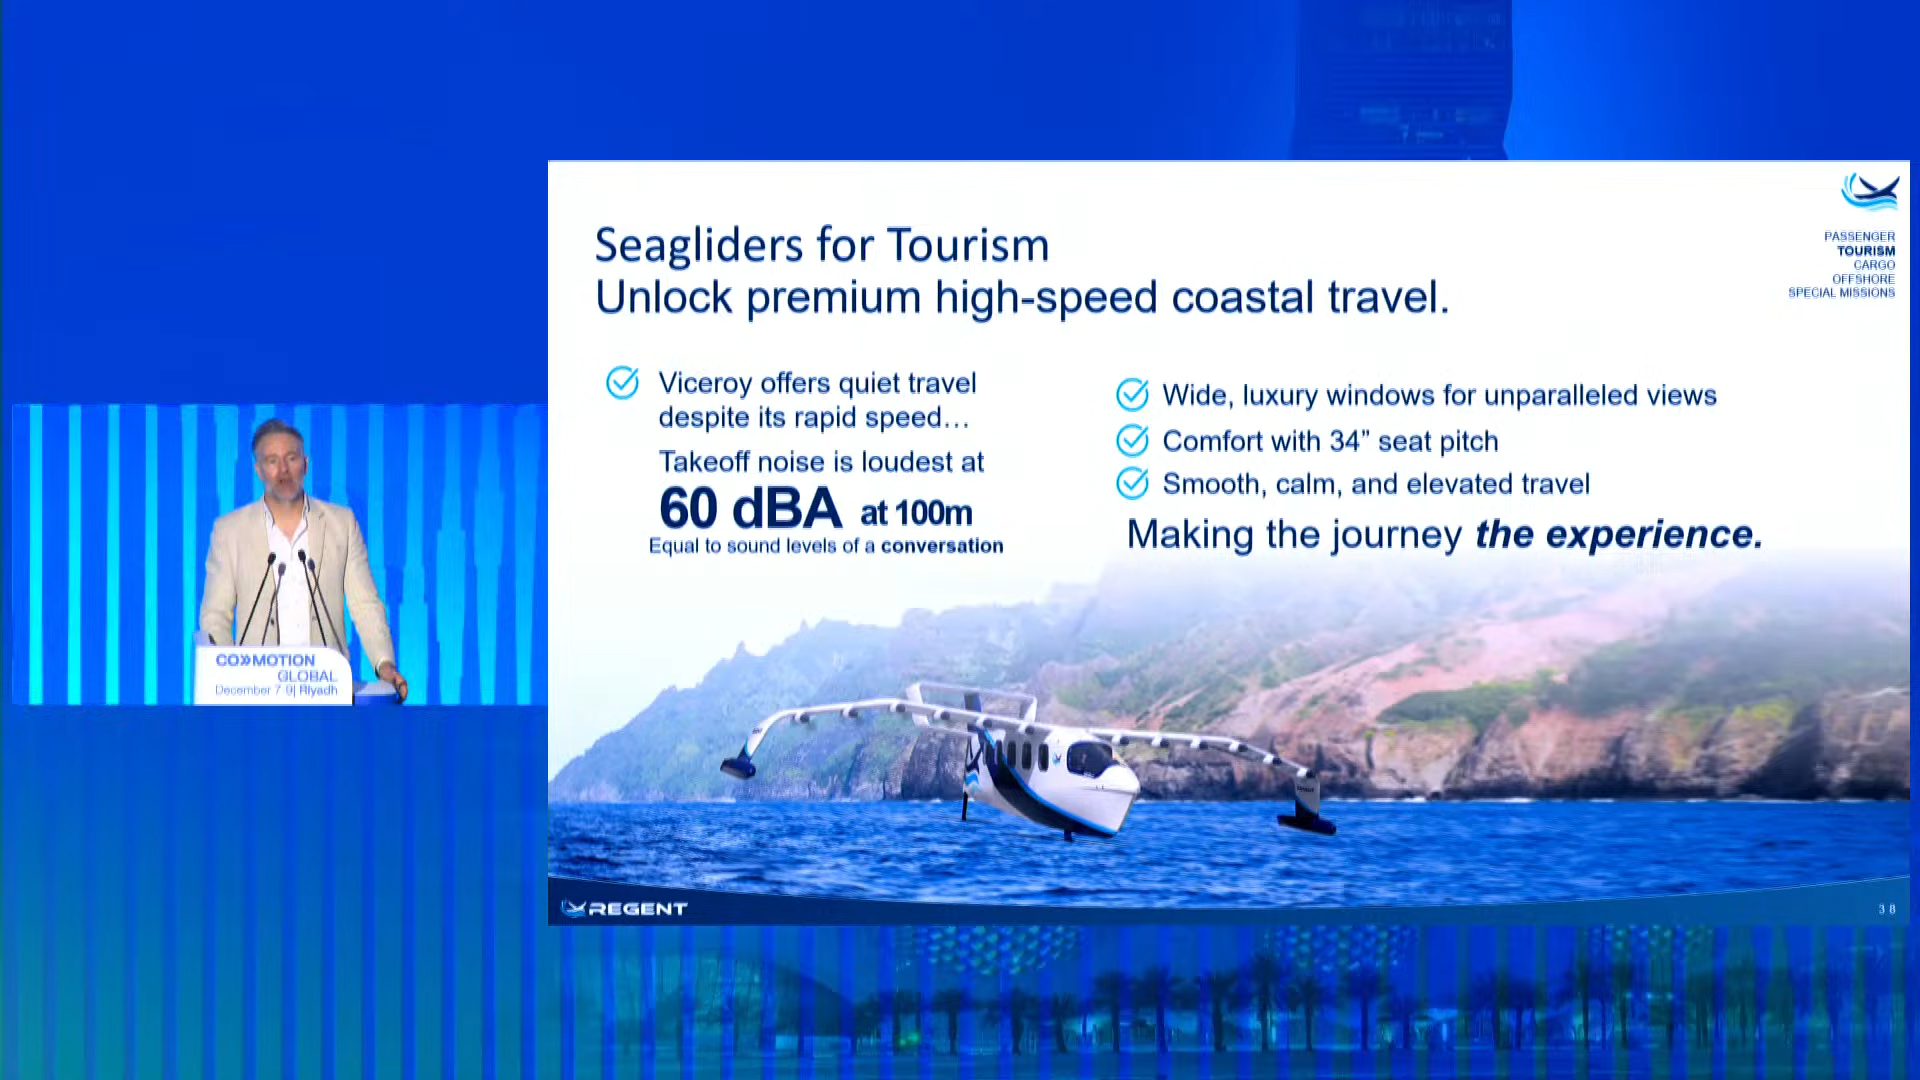 PASSENGER
TOURISM
CARGO
OFFSHORE
SPECIAL MISSIONS
Seagliders for Tourism
Unlock premium high-speed coastal travel.
Viceroy offers quiet travel
despite its rapid speed…
Takeoff noise is loudest at
60 dBA at 100m
Equal to sound levels of a conversation
Wide, luxury windows for unparalleled views
Comfort with 34” seat pitch
Smooth, calm, and elevated travel
Making the journey the experience.
CO»MOTION
GLOBAL
December 7 9| Riyadh
REGENT
38